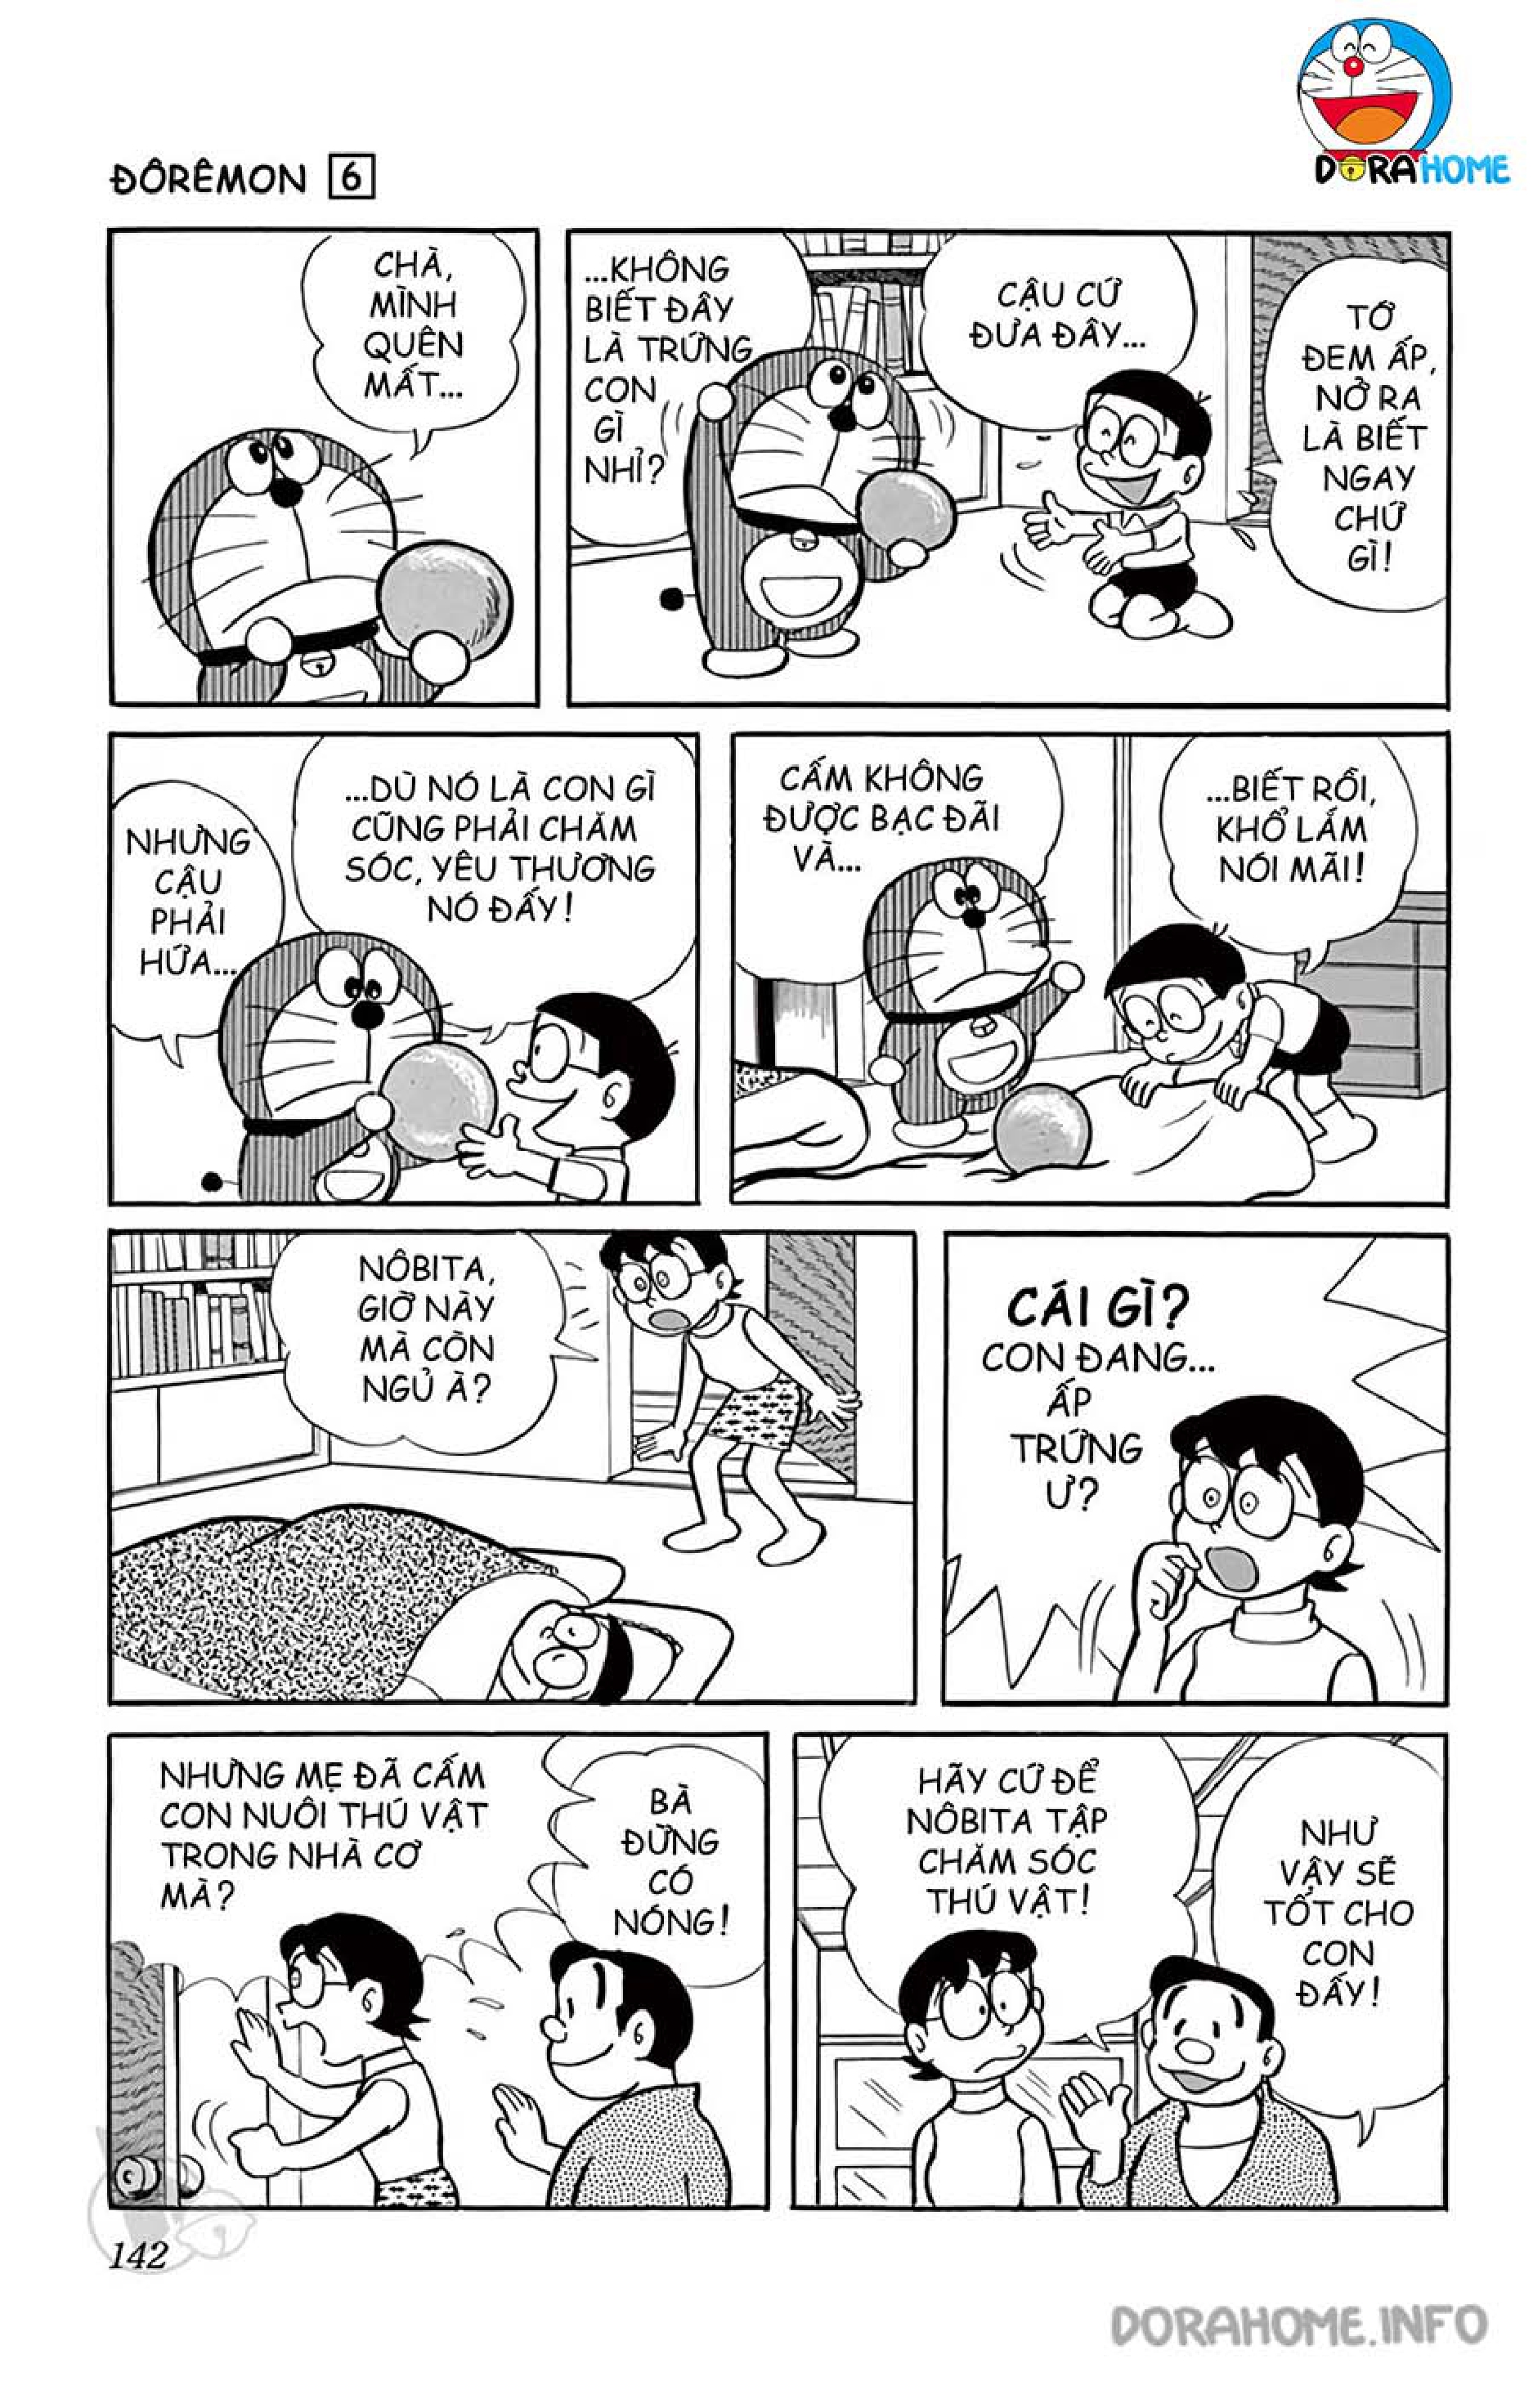 DORAHOME
ĐÔRÊMON 6
CHÀ,
MÌNH
QUÊN
MẤT...
...KHÔNG
BIẾT ĐÂY
LÀ TRỨNG
CON
GÌ
NHỈ?
CẬU CỨ
ĐƯA ĐÂY...
TỚ
ĐEM ẤP,
NỞ RA
LÀ BIẾT
NGAY
CHỨ
GÌ!
NHƯNG
CẬU
PHẢI
HỨA...
...DÙ NÓ LÀ CON GÌ
CŨNG PHẢI CHĂM
SÓC, YÊU THƯƠNG
NÓ ĐẤY!
CẤM KHÔNG
ĐƯỢC BẠC ĐÃI
VÀ...
...BIẾT RỒI,
KHỔ LẮM
NÓI MÃI!
NÔBITA,
GIỜ NÀY
MÀ CÒN
NGỦ À?
CÁI GÌ?
CON ĐANG...
ẤP
TRỨNG
Ư?
NHƯNG MẸ ĐÃ CẤM
CON NUÔI THÚ VẬT
TRONG NHÀ CƠ
MÀ?
BÀ
ĐỪNG
CÓ
NÓNG!
HÃY CỨ ĐỂ
NÔBITA TẬP
CHĂM SÓC
THÚ VẬT!
NHƯ
VẬY SẼ
TỐT CHO
CON
ĐẤY!
142
DORAHOME.INFO